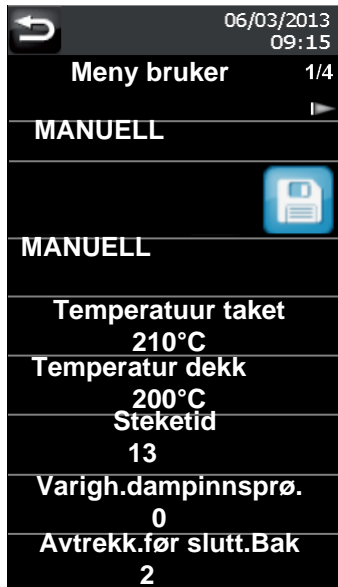 06/03/2013
09:15
Meny bruker 1/4
MANUELL
MANUELL
Temperatuur taket
210°C
Temperatur dekk
200°C
Steketid
13
Varigh.dampinnsprø.
0
Avtrekk.før slutt.Bak
2